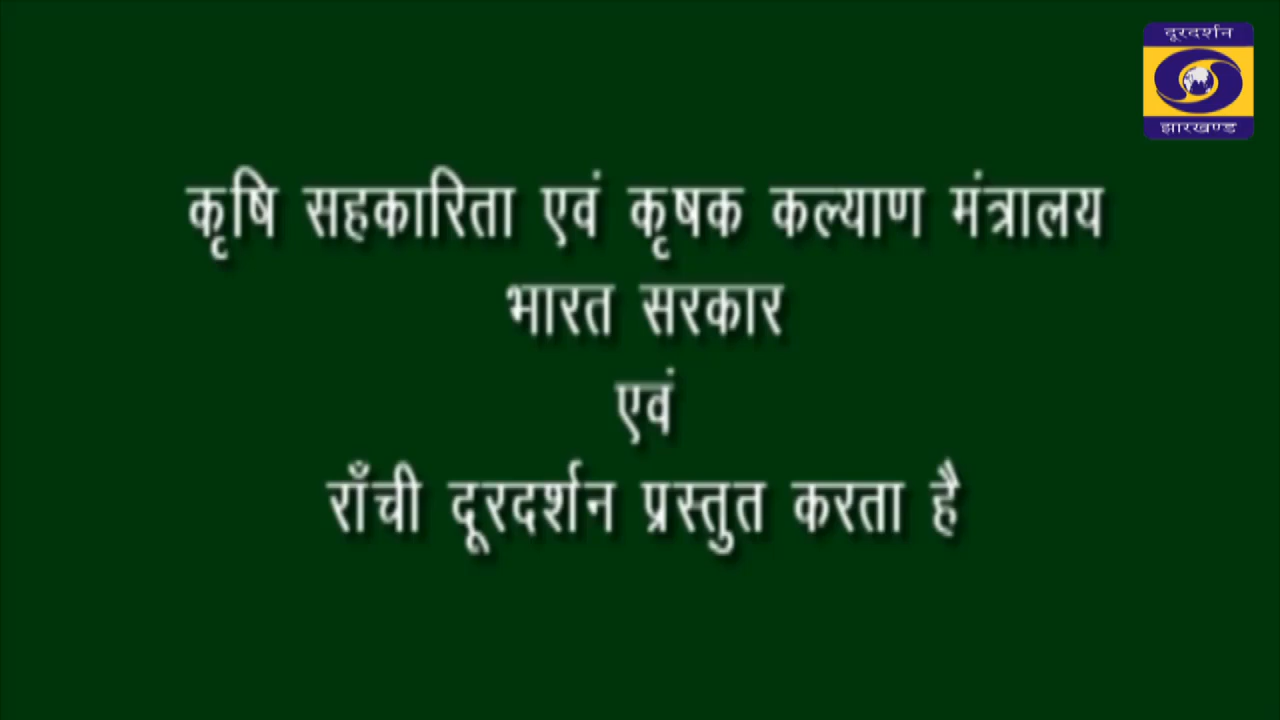 दूरदर्शन
झारखण्ड
कृषि सहकारिता एवं कृषक कल्याण मंत्रालय
भारत सरकार
एवं
राँची दूरदर्शन प्रस्तुत करता है